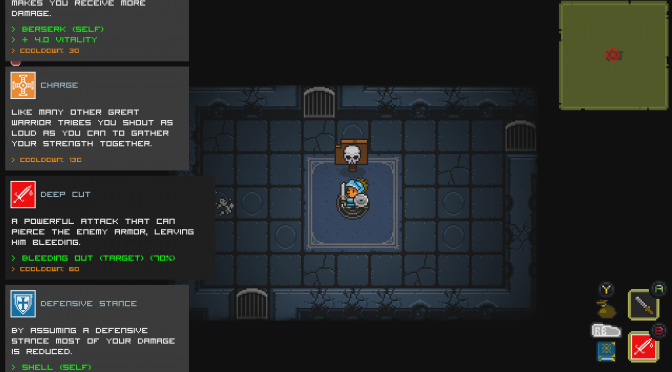 MAKES YOU RECEIVE MORE
DAMAGE.
> BERSERK (SELF)
> + 4.0 VITALITY
> COOLDOWN: 30
CHARGE
LIKE MANY OTHER GREAT
WARRIOR TRIBES YOU SHOUT AS
LOUD AS YOU CAN TO GATHER
YOUR STRENGTH TOGETHER.
> COOLDOWN: 130
DEEP CUT
A POWERFUL ATTACK THAT CAN
PIERCE THE ENEMY ARMOR, LEAVING
HIM BLEEDING.
> BLEEDING OUT (TARGET) (70%)
> COOLDOWN: 60
DEFENSIVE STANCE
BY ASSUMING A DEFENSIVE
STANCE MOST OF YOUR DAMAGE
IS REDUCED.
> SHELL (SELF)
Y
A
RB
B